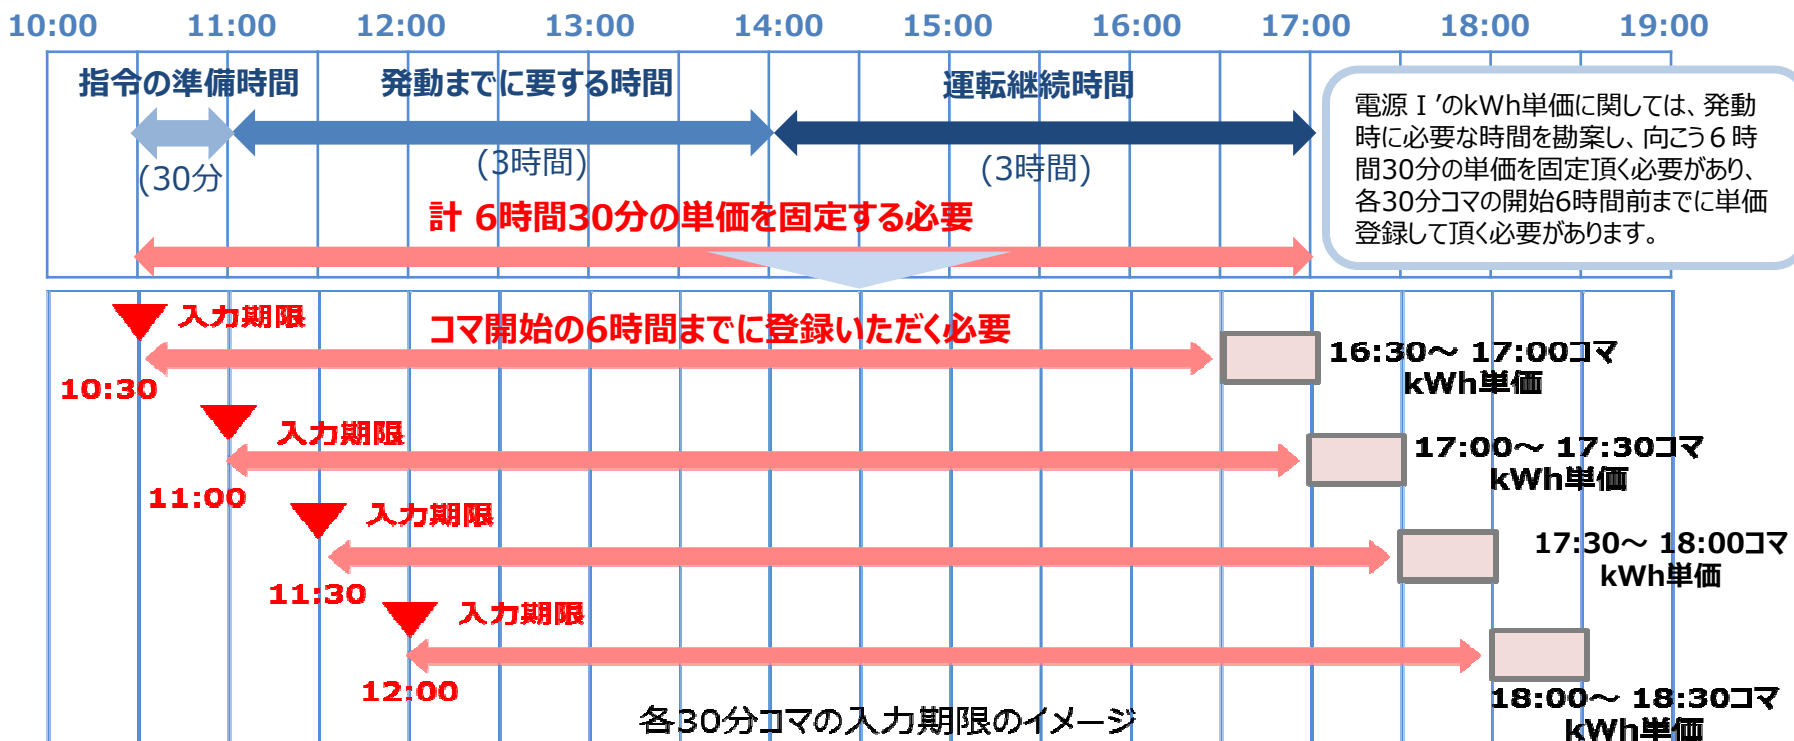 10:00 11:00 12:00 13:00 14:00 15:00 16:00 17:00 18:00 19:00
指令の準備時間
発動までに要する時間
運転継続時間
(30分
(3時間)
(3時間)
電源Ⅰ’のkWh単価に関しては、発動
時に必要な時間を勘案し、向こう６時
間30分の単価を固定頂く必要があり、
各30分コマの開始6時間前までに単価
登録して頂く必要があります。
計 6時間30分の単価を固定する必要
入力期限
コマ開始の6時間までに登録いただく必要
10:30
16:30～ 17:00コマ
kWh単価
入力期限
11:00
17:00～ 17:30コマ
kWh単価
入力期限
11:30
17:30～ 18:00コマ
kWh単価
入力期限
12:00
18:00～ 18:30コマ
kWh単価
各30分コマの入力期限のイメージ